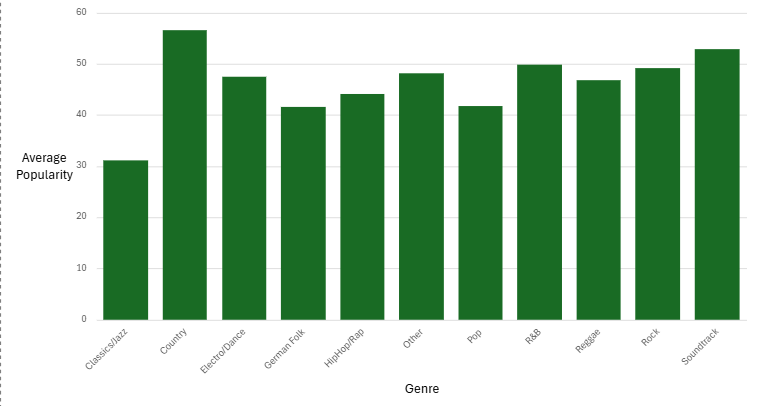 60
50
40
30
20
10
0
Average
Popularity
Classics/Jazz
Country
Electro/Dance
German Folk
HipHop/Rap
Other
Pop
R&B
Reggae
Rock
Soundtrack
Genre